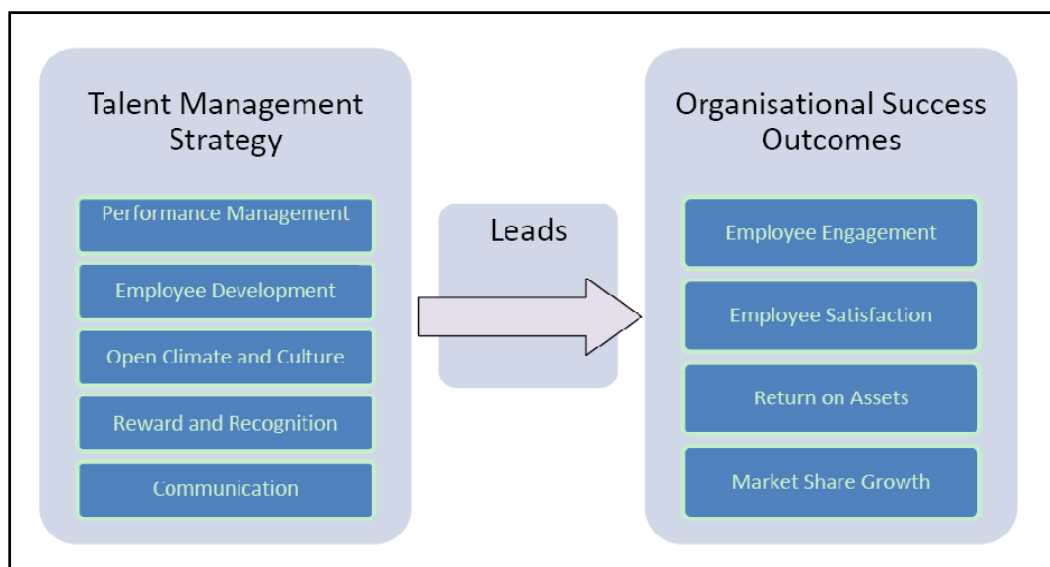 Talent Management
Strategy
Performance Management
Employee Development
Open Climate and Culture
Reward and Recognition
Communication
Leads
Organisational Success
Outcomes
Employee Engagement
Employee Satisfaction
Return on Assets
Market Share Growth